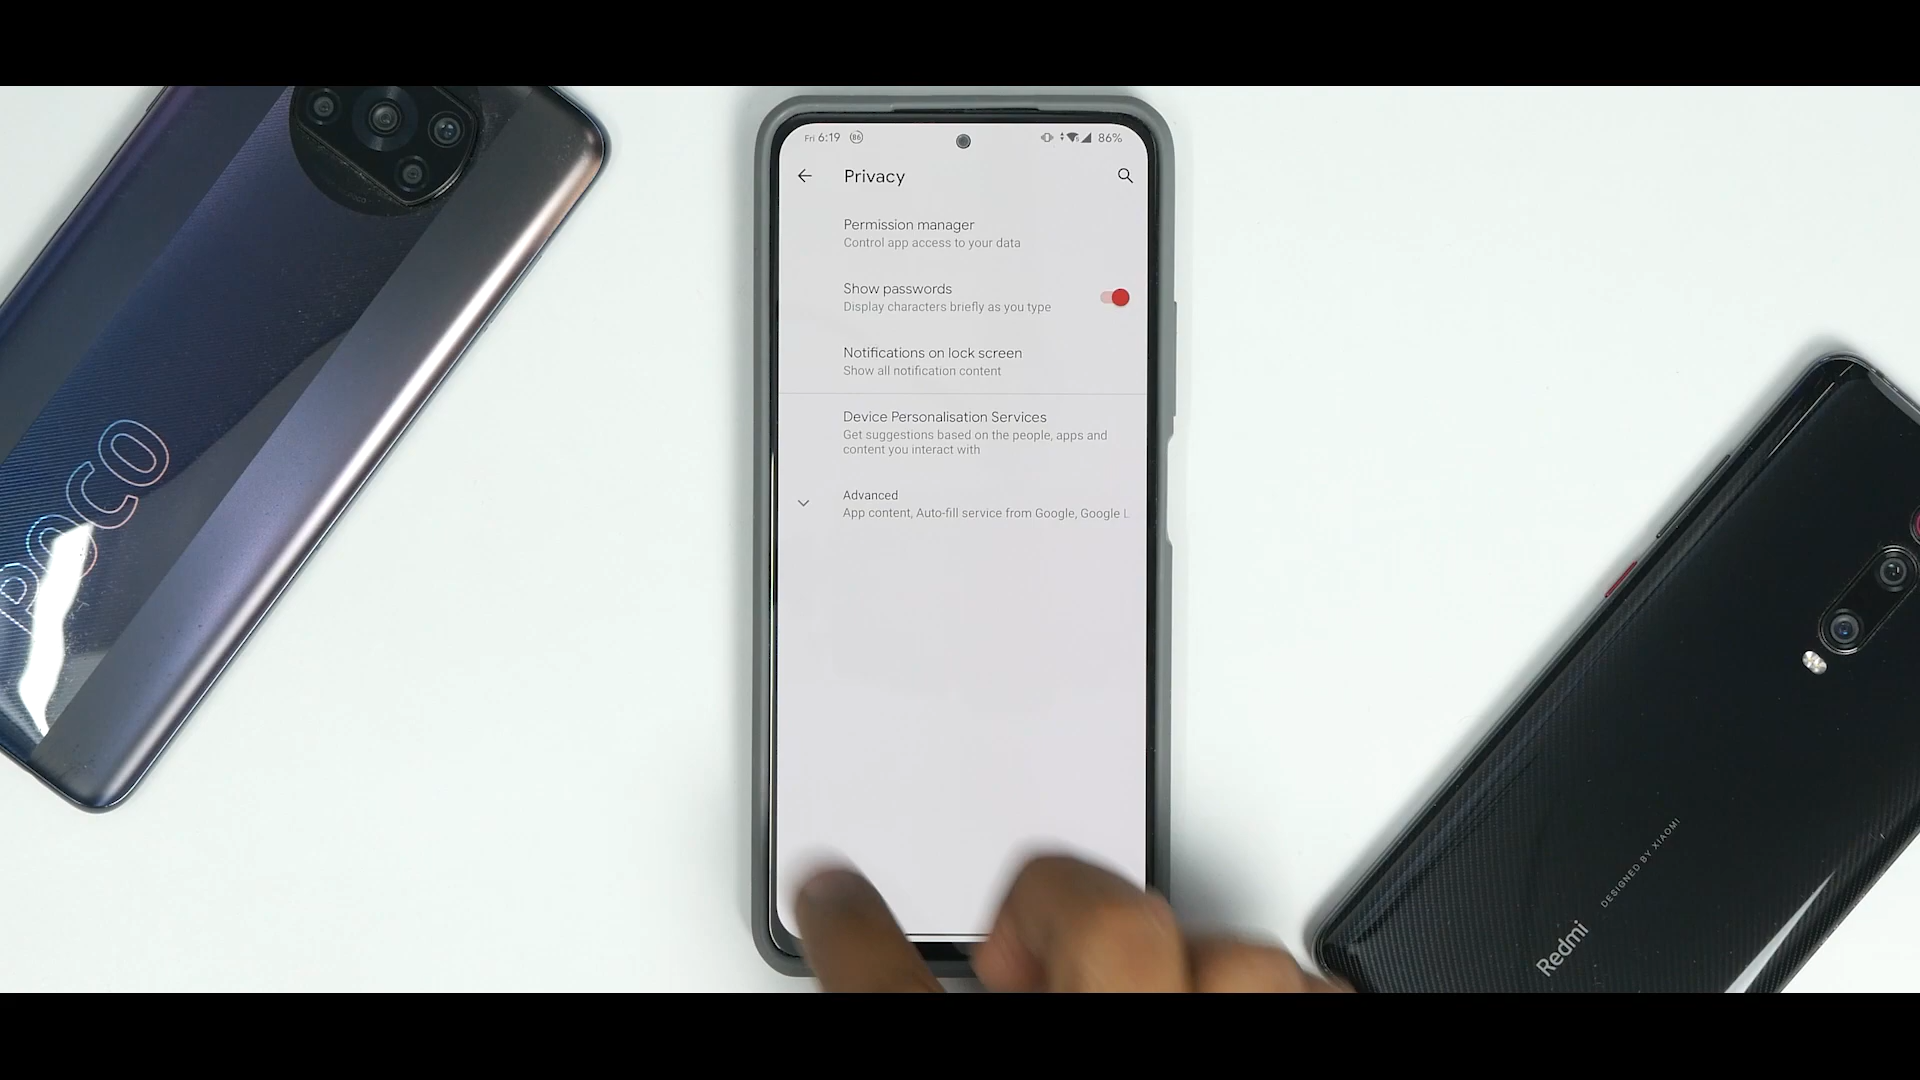 Fri 6:19 86 86%
Privacy
Permission manager
Control app access to your data
Show passwords
Display characters briefly as you type
Notifications on lock screen
Show all notification content
Device Personalisation Services
Get suggestions based on the people, apps and
content you interact with
Advanced
App content, Auto-fill service from Google, Google L
POCO
POCO
Redmi
DESIGNED BY XIAOMI